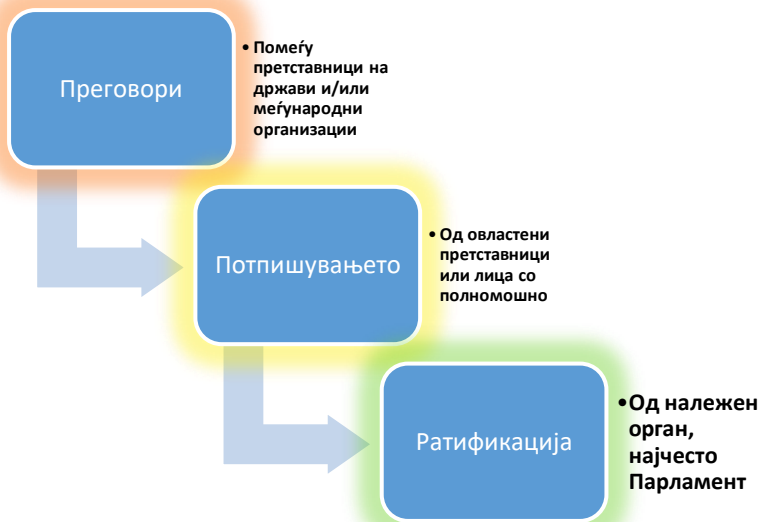 Преговори
• Помеѓу
претставници на
држави и/или
меѓународни
организации
Потпишувањето
• Од овластени
претставници
или лица со
полномошно
Ратификација
•Од належен
орган,
најчесто
Парламент